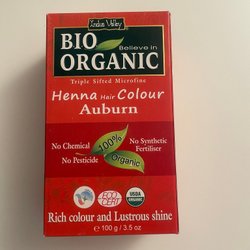 Indus Valley
BIO
Believe in
ORGANIC
Triple Sifted Microfine
Henna Hair Colour
Auburn
No Chemical
No Pesticide
100%
Organic
No Synthetic
Fertiliser
ECO
CERT
USDA
ORGANIC
Rich colour and Lustrous shine
e 100 g / 3.5 oz